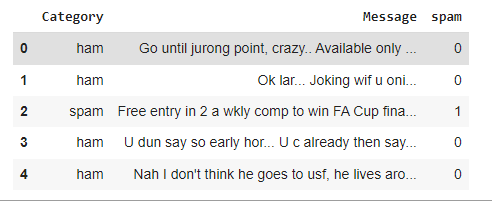 Category Message spam
0 ham Go until jurong point, crazy.. Available only ... 0
1 ham Ok lar... Joking wif u oni... 0
2 spam Free entry in 2 a wkly comp to win FA Cup fina... 1
3 ham U dun say so early hor... U c already then say... 0
4 ham Nah I don't think he goes to usf, he lives aro... 0